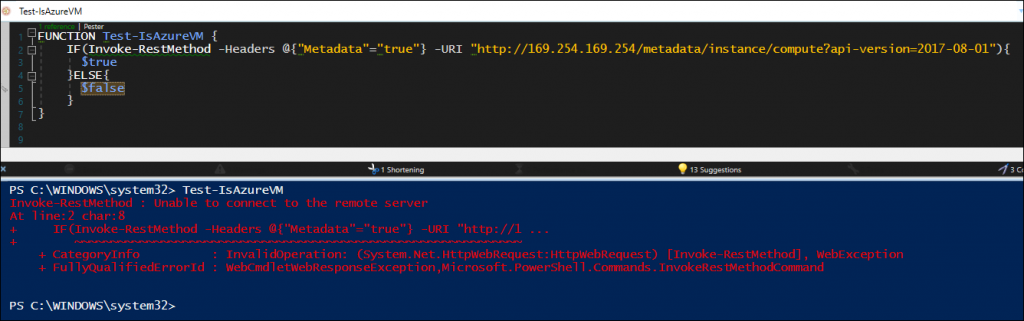 Test-IsAzureVM
1 reference | Pester
1 FUNCTION Test-IsAzureVM {
2 IF(Invoke-RestMethod -Headers @{"Metadata"="true"} -URI "http://169.254.169.254/metadata/instance/compute?api-version=2017-08-01"){
3 $true
4 }ELSE{
5 $false
6 }
7 }
8
9
1 Shortening 13 Suggestions
PS C:\WINDOWS\system32> Test-IsAzureVM
Invoke-RestMethod : Unable to connect to the remote server
At line:2 char:8
+ IF(Invoke-RestMethod -Headers @{"Metadata"="true"} -URI "http://1 ...
+ ~~~~~~~~~~~~~~~~~~~~~~~~~~~~~~~~~~~~~~~~~~~~~~~~~~~~~~~~~~~~~
+ CategoryInfo : InvalidOperation: (System.Net.HttpWebRequest:HttpWebRequest) [Invoke-RestMethod], WebException
+ FullyQualifiedErrorId : WebCmdletWebResponseException,Microsoft.PowerShell.Commands.InvokeRestMethodCommand
PS C:\WINDOWS\system32>